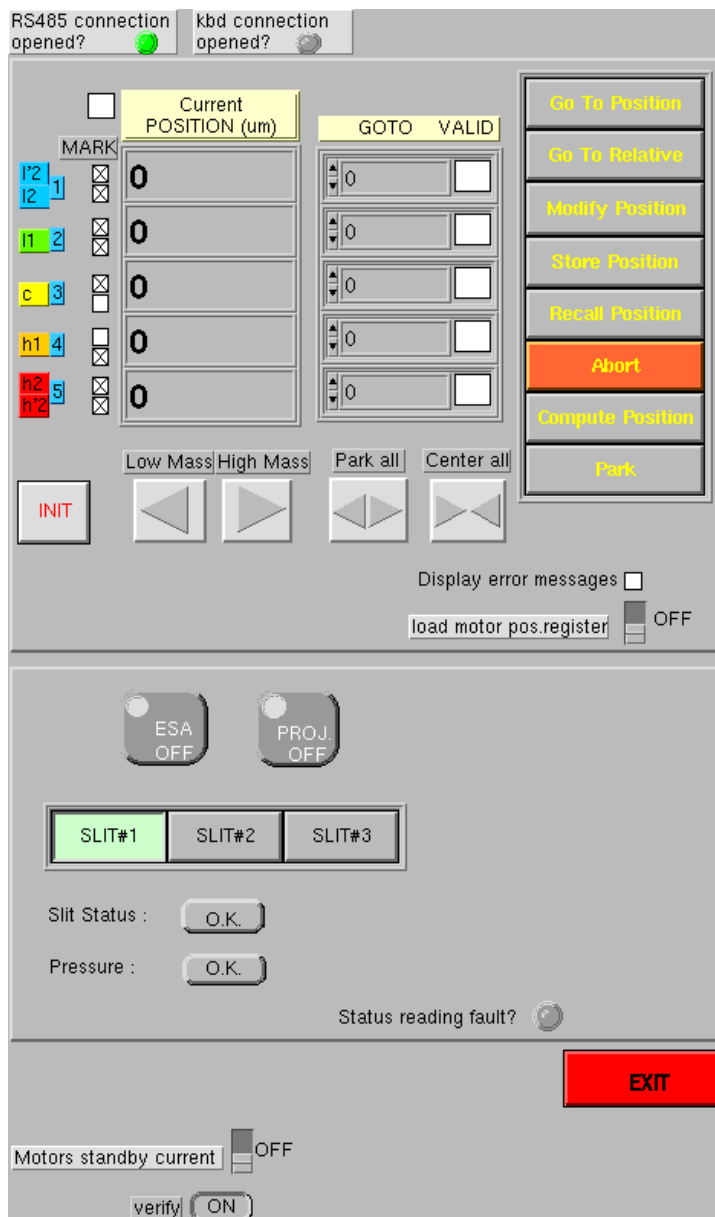 RS485 connection
opened?
kbd connection
opened?
Current
POSITION (um)
GOTO VALID
MARK
l'2
l2
1
0
0
l1 2
0
0
c 3
0
0
h1 4
0
0
h2
h'2
5
0
0
Go To Position
Go To Relative
Modify Position
Store Position
Recall Position
Abort
Compute Position
Park
INIT
Low Mass
High Mass
Park all
Center all
Display error messages
load motor pos.register
OFF
ESA
OFF
PROJ.
OFF
SLIT#1
SLIT#2
SLIT#3
Slit Status :
O.K.
Pressure :
O.K.
Status reading fault?
EXIT
Motors standby current
OFF
verify
ON